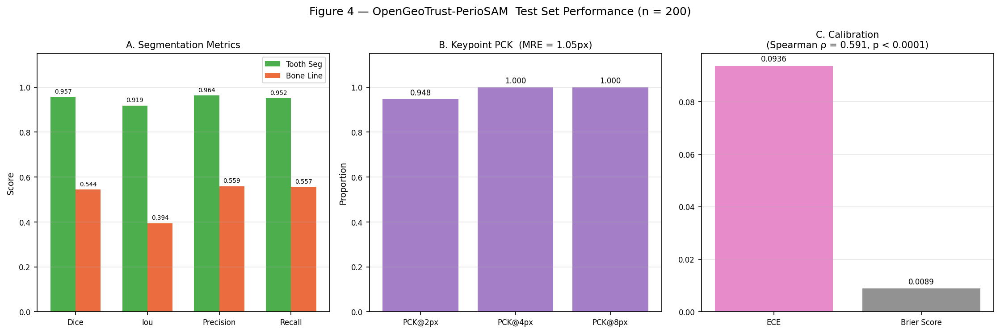 Figure 4 — OpenGeoTrust-PerioSAM  Test Set Performance (n = 200)
A. Segmentation Metrics
Tooth Seg
Bone Line
Score
1.0
0.8
0.6
0.4
0.2
0.0
0.957
0.544
0.919
0.394
0.964
0.559
0.952
0.557
Dice
Iou
Precision
Recall
B. Keypoint PCK  (MRE = 1.05px)
Proportion
1.0
0.8
0.6
0.4
0.2
0.0
0.948
1.000
1.000
PCK@2px
PCK@4px
PCK@8px
C. Calibration
(Spearman ρ = 0.591, p < 0.0001)
0.08
0.06
0.04
0.02
0.00
0.0936
0.0089
ECE
Brier Score